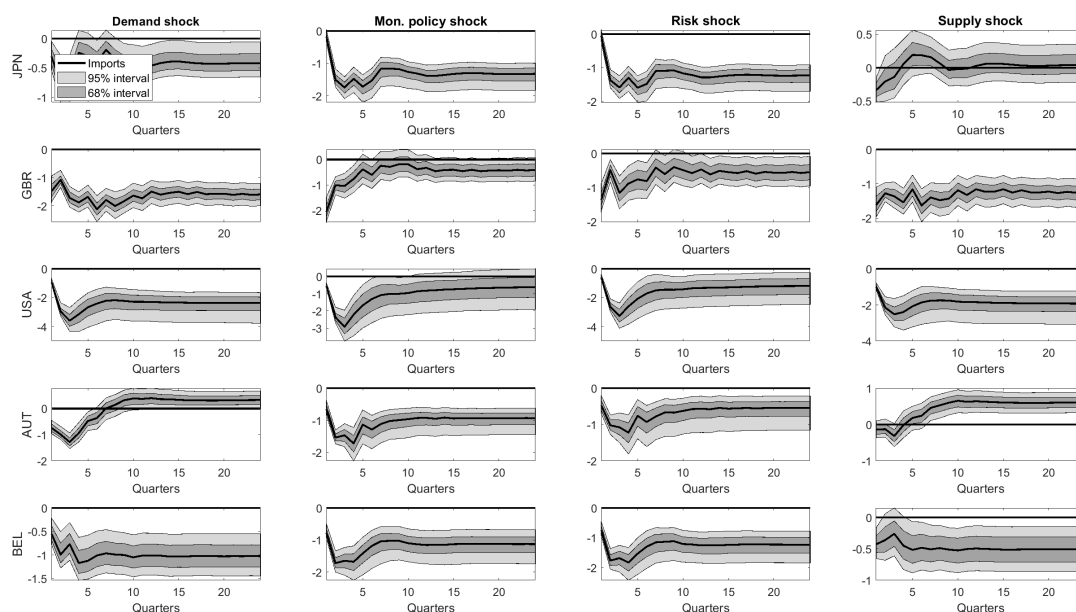 Demand shock
Mon. policy shock
Risk shock
Supply shock
JPN
0
-0.5
-1
Imports
95% interval
68% interval
5 10 15 20
Quarters
0
-1
-2
5 10 15 20
Quarters
0
-1
-2
5 10 15 20
Quarters
0.5
0
-0.5
5 10 15 20
Quarters
GBR
0
-1
-2
5 10 15 20
Quarters
0
-1
-2
5 10 15 20
Quarters
0
-1
-2
5 10 15 20
Quarters
0
-1
-2
5 10 15 20
Quarters
USA
0
-2
-4
5 10 15 20
Quarters
0
-1
-2
-3
5 10 15 20
Quarters
0
-2
-4
5 10 15 20
Quarters
0
-2
-4
5 10 15 20
Quarters
AUT
0
-1
-2
5 10 15 20
Quarters
0
-1
-2
5 10 15 20
Quarters
0
-1
-2
5 10 15 20
Quarters
1
0
-1
5 10 15 20
Quarters
BEL
0
-0.5
-1
-1.5
5 10 15 20
Quarters
0
-1
-2
5 10 15 20
Quarters
0
-1
-2
5 10 15 20
Quarters
0
-0.5
-1
5 10 15 20
Quarters